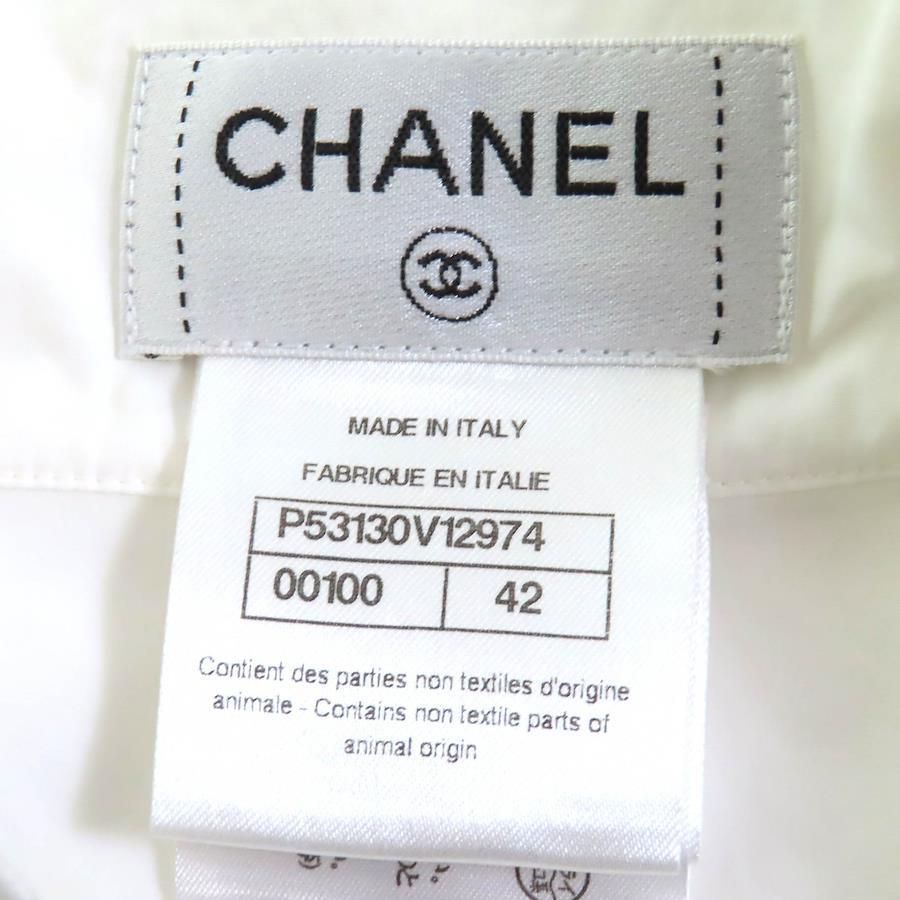 CHANEL
MADE IN ITALY
FABRIQUE EN ITALIE
P53130V12974
00100 42
Contient des parties non textiles d'origine
animale - Contains non textile parts of
animal origin